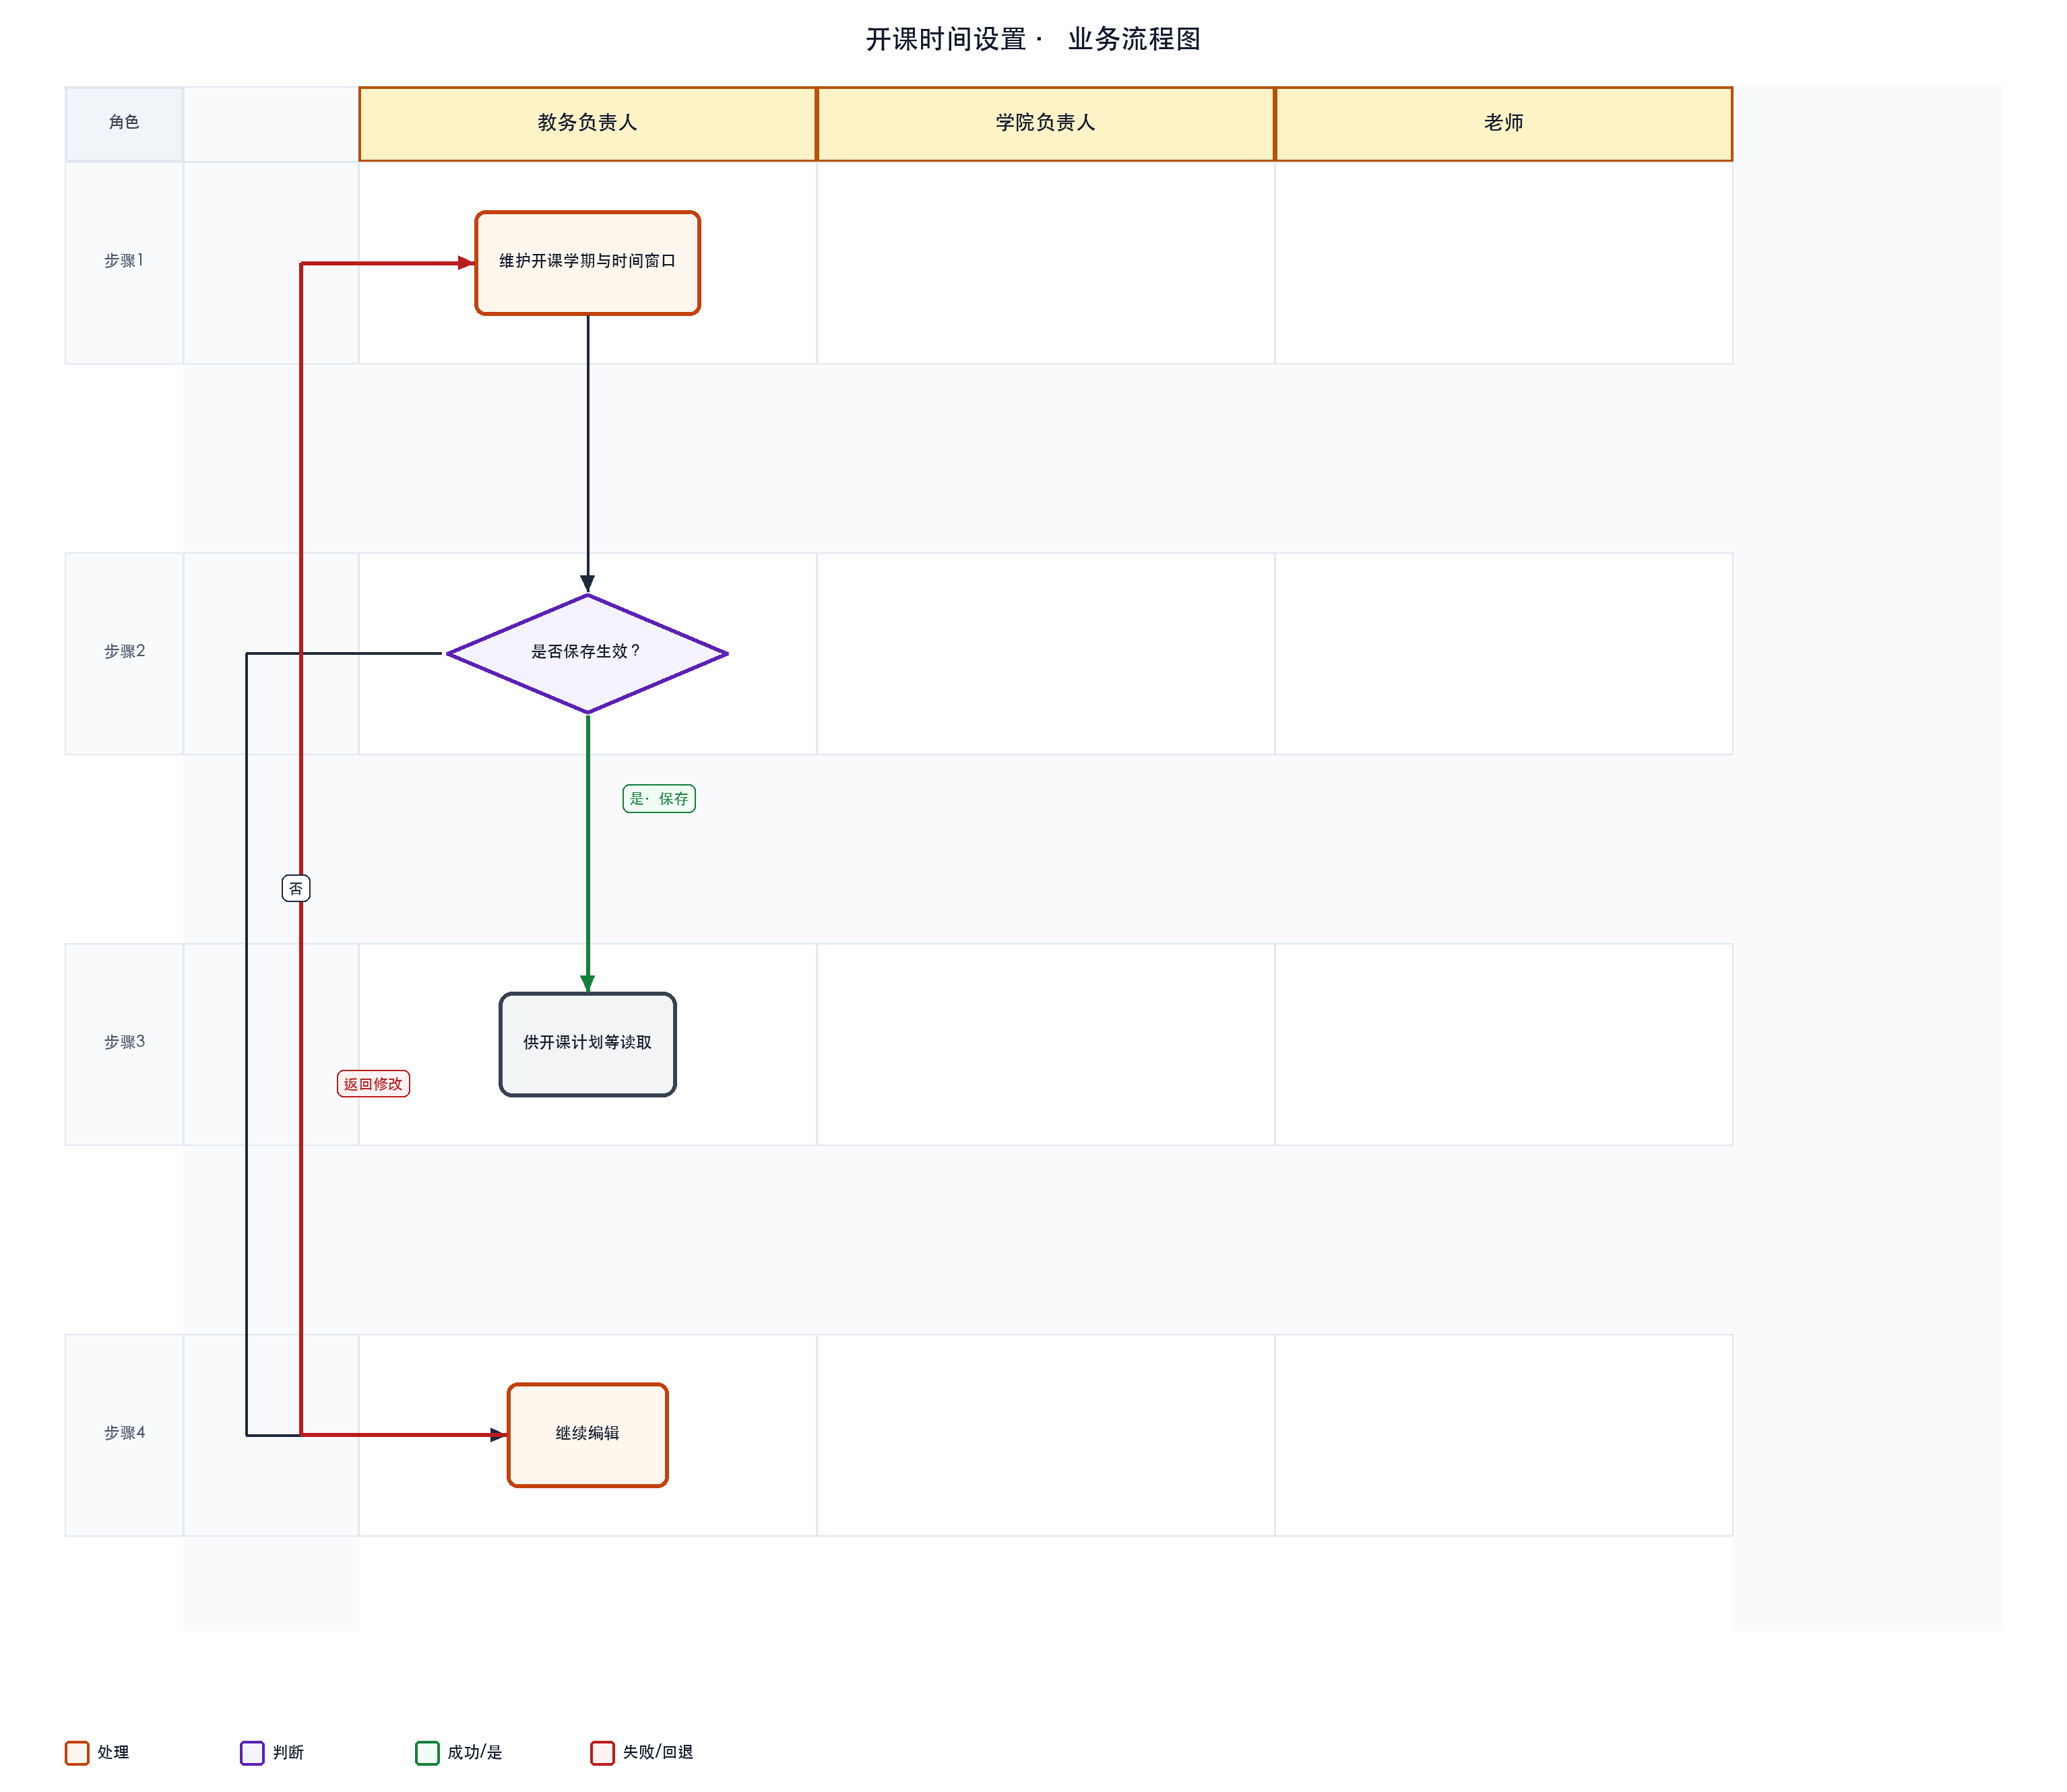 开课时间设置 · 业务流程图
角色
教务负责人
学院负责人
老师
步骤1
维护开课学期与时间窗口
步骤2
是否保存生效？
是· 保存
否
步骤3
供开课计划等读取
返回修改
步骤4
继续编辑
处理
判断
成功/是
失败/回退